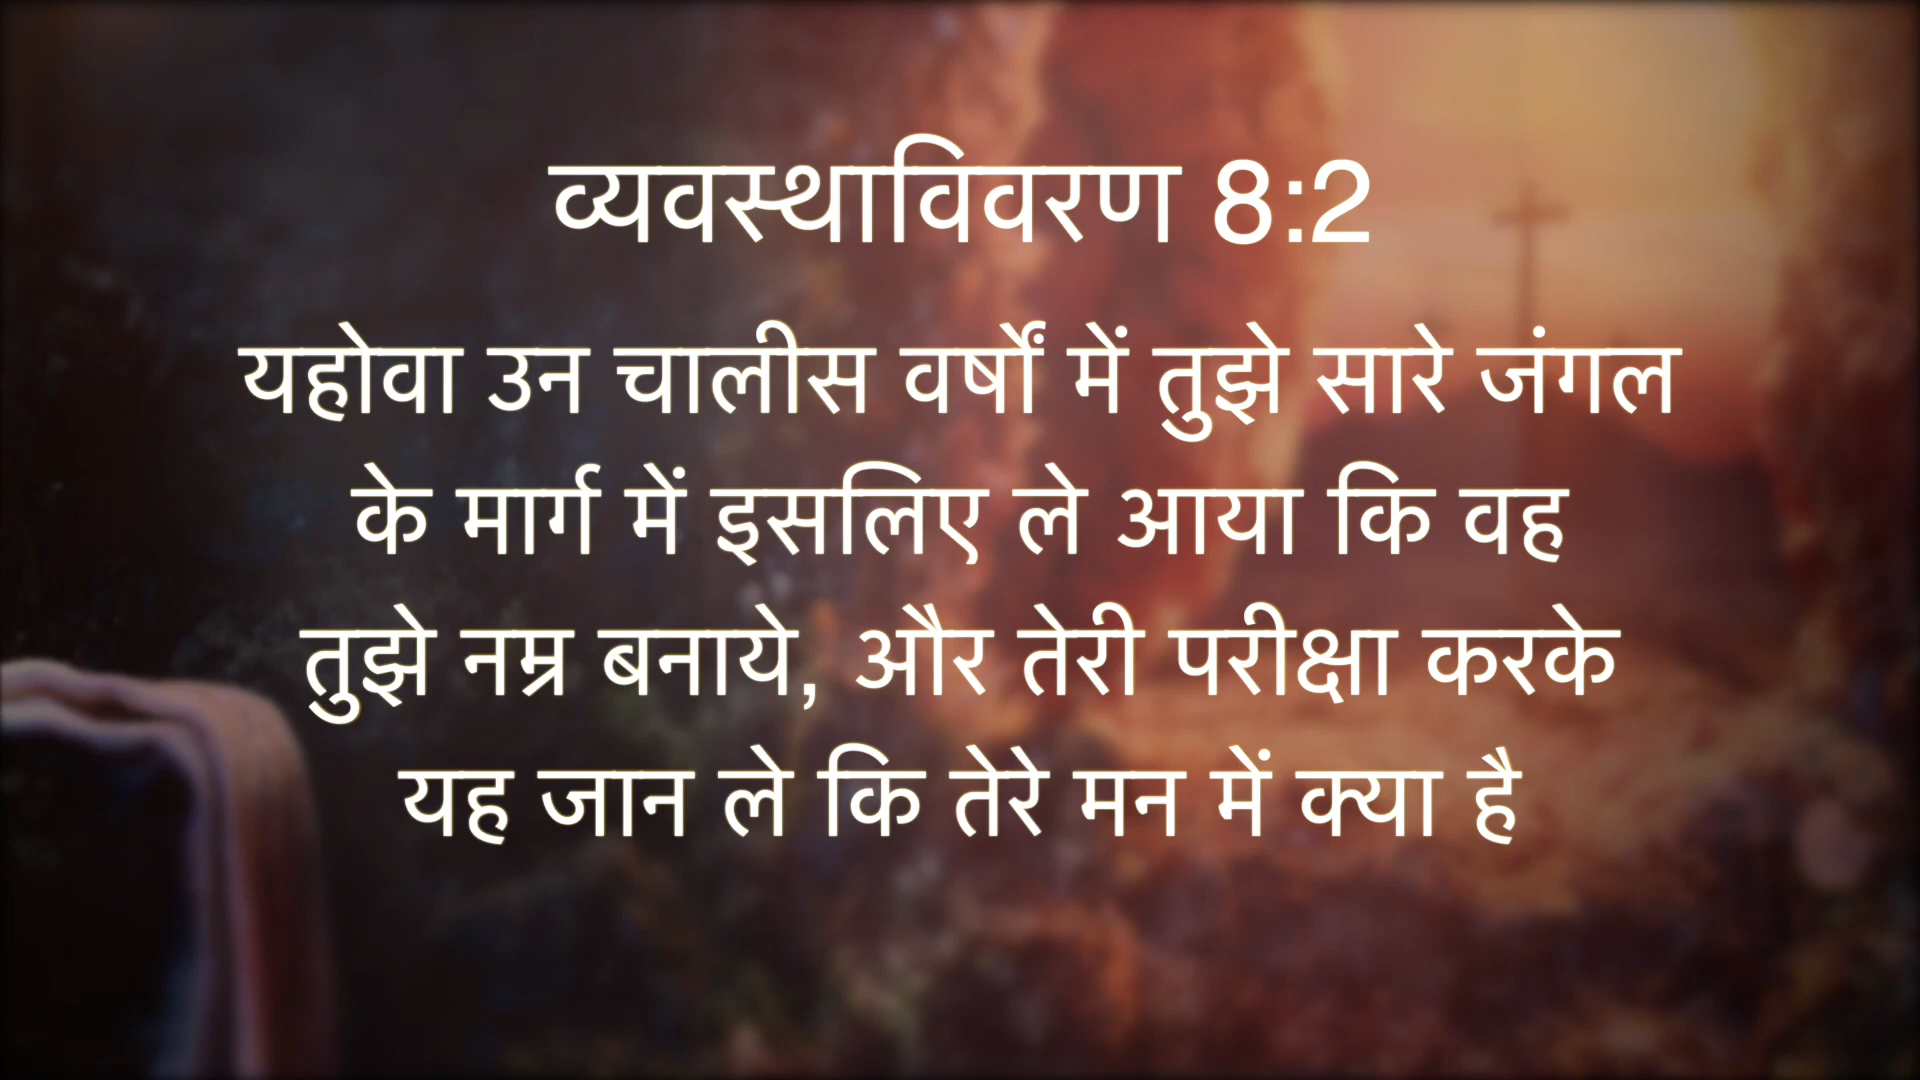 व्यवस्थाविवरण 8:2
यहोवा उन चालीस वर्षों में तुझे सारे जंगल
के मार्ग में इसलिए ले आया कि वह
तुझे नम्र बनाये, और तेरी परीक्षा करके
यह जान ले कि तेरे मन में क्या है